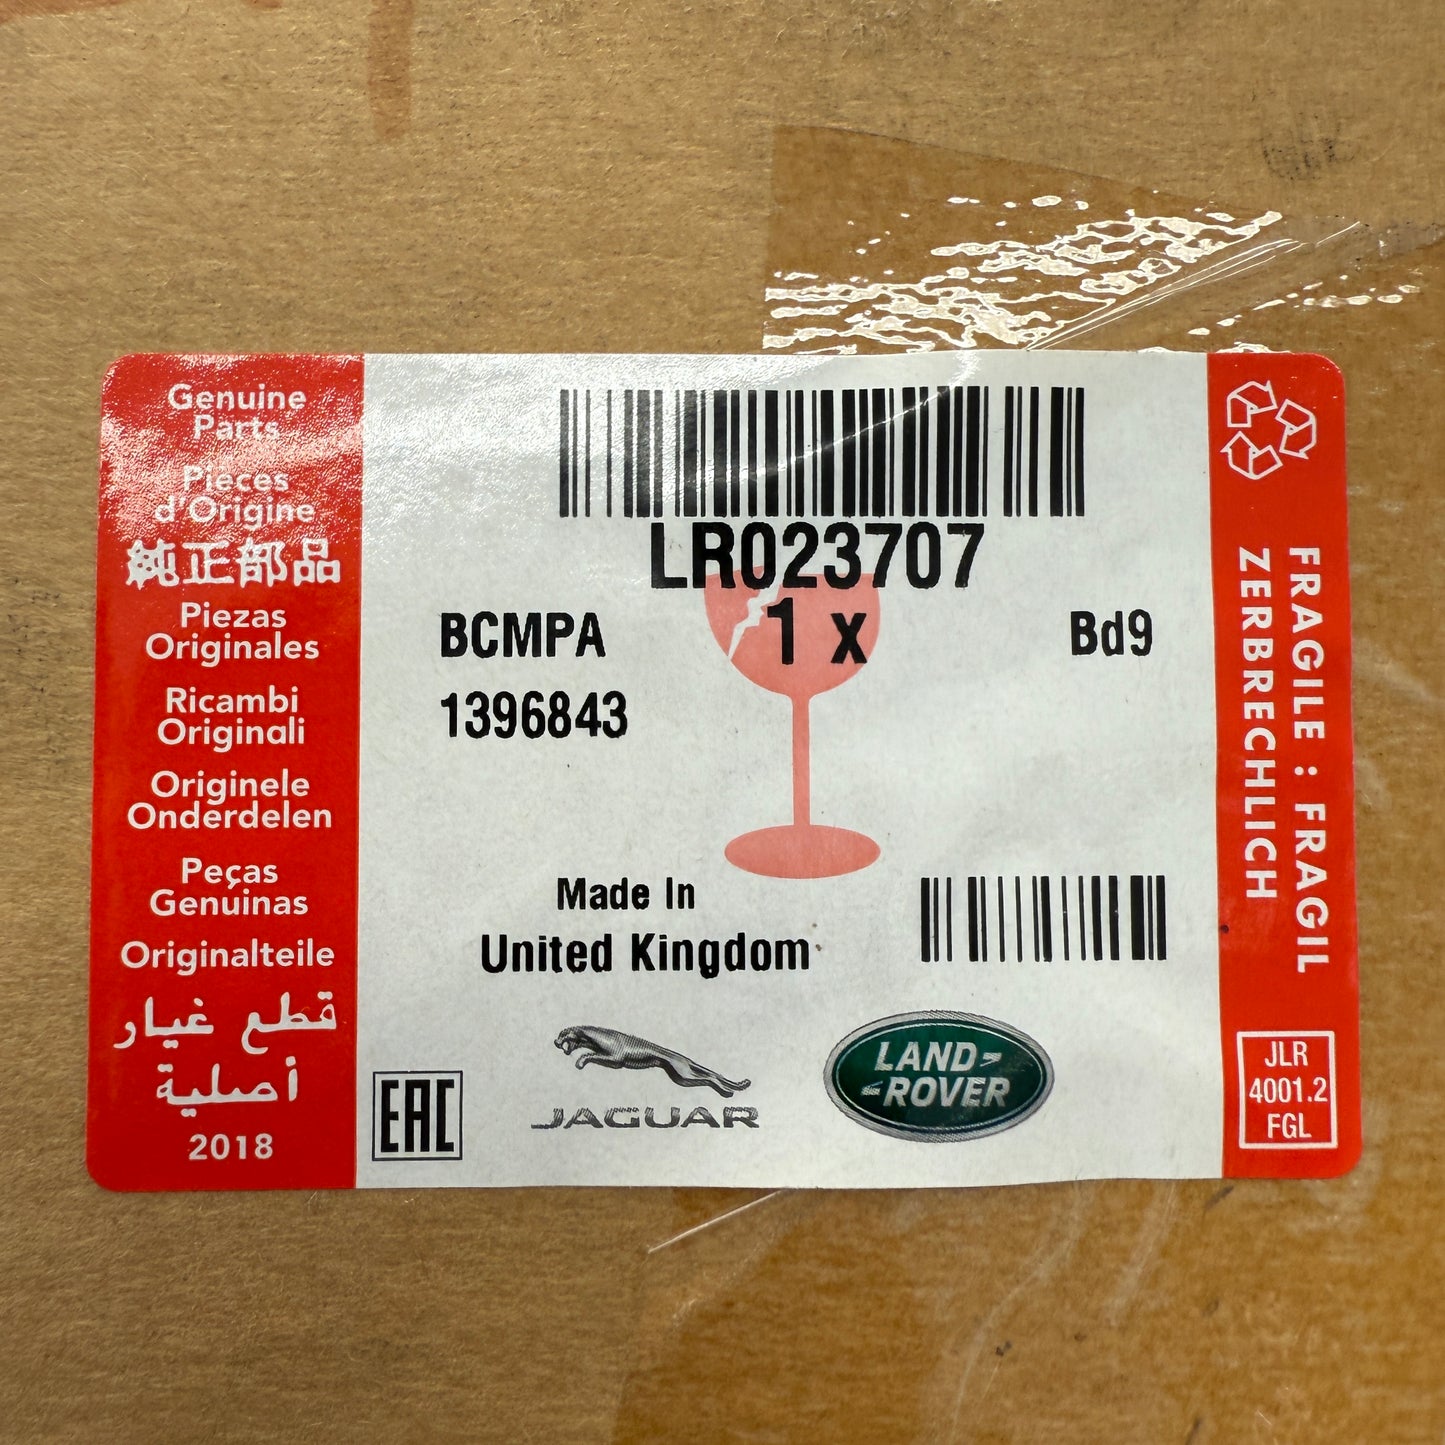 Genuine
Parts
Pièces
d'Origine
純正部品
Piezas
Originales
Ricambi
Originali
Originele
Onderdelen
Peças
Genuinas
Originalteile
قطع غيار
أصلية
2018
LR023707
BCMPA 1 x Bd9
1396843
Made In
United Kingdom
EAC
JAGUAR
LAND
ROVER
FRAGILE : FRAGIL
ZERBRECHLICH
JLR
4001.2
FGL